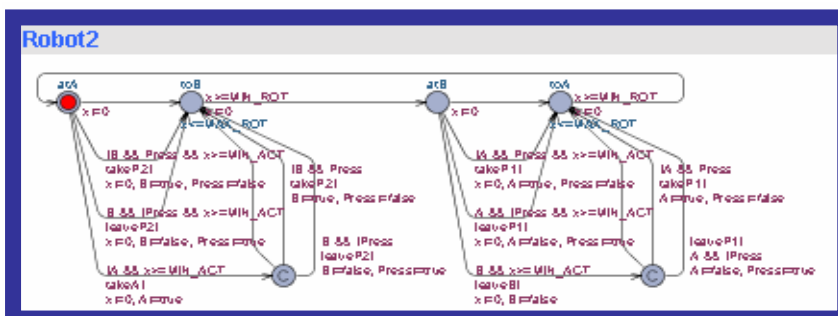 Robot2
atA
toB
atB
toA
x>=MIN_ROT
x>=MIN_ROT
x:=0
x:=0
x:=0
x:=0
x<=MAX_ROT
x<=MAX_ROT
!B && Press && x>=MIN_ACT
takeP2!
x:=0, B:=true, Press:=false
!B && Press
takeP2!
B:=true, Press:=false
!A && Press && x>=MIN_ACT
takeP1!
x:=0, A:=true, Press:=false
!A && Press
takeP1!
A:=true, Press:=false
B && !Press && x>=MIN_ACT
leaveP2!
x:=0, B:=false, Press:=true
B && !Press
leaveP2!
B:=false, Press:=true
A && !Press && x>=MIN_ACT
leaveP1!
x:=0, A:=false, Press:=true
leaveP1!
A && !Press
A:=false, Press:=true
!A && x>=MIN_ACT
takeA!
x:=0, A:=true
C
B && x>=MIN_ACT
leaveB!
x:=0, B:=false
C